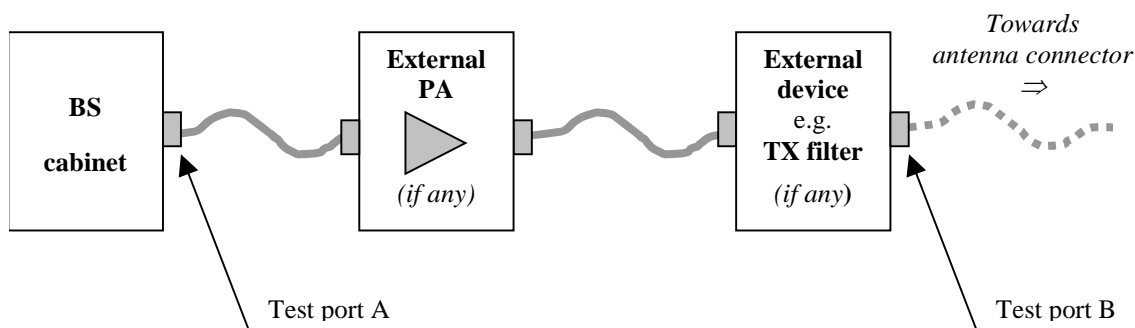 BS
cabinet
External
PA
(if any)
External
device
e.g.
TX filter
(if any)
Towards
antenna connector
⇒
Test port A
Test port B